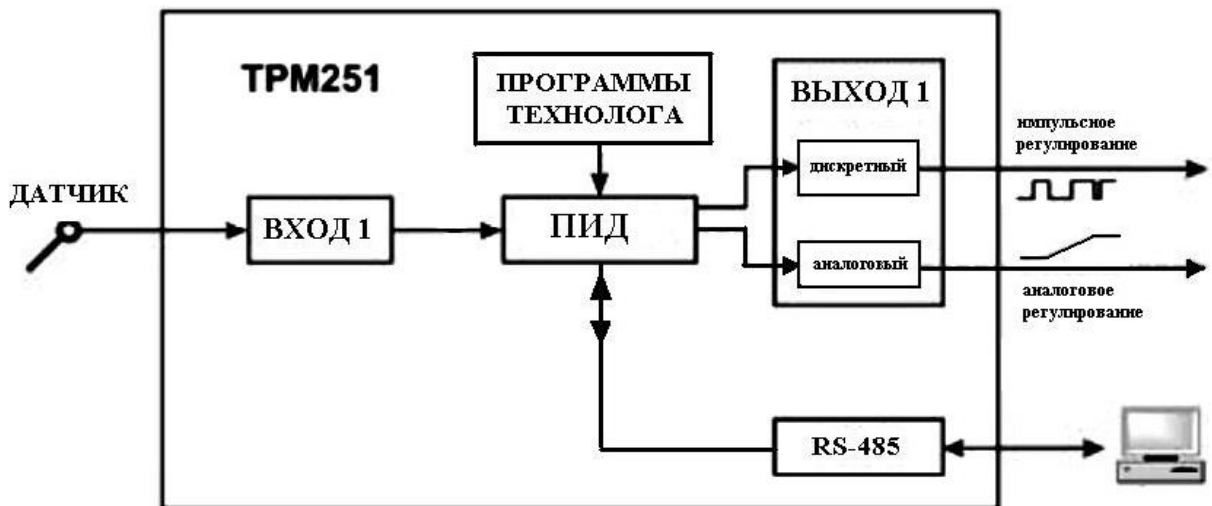 ТРМ251
ПРОГРАММЫ
ТЕХНОЛОГА
ВЫХОД 1
импульсное
регулирование
дискретный
ДАТЧИК
ВХОД 1
ПИД
аналоговый
аналоговое
регулирование
RS-485